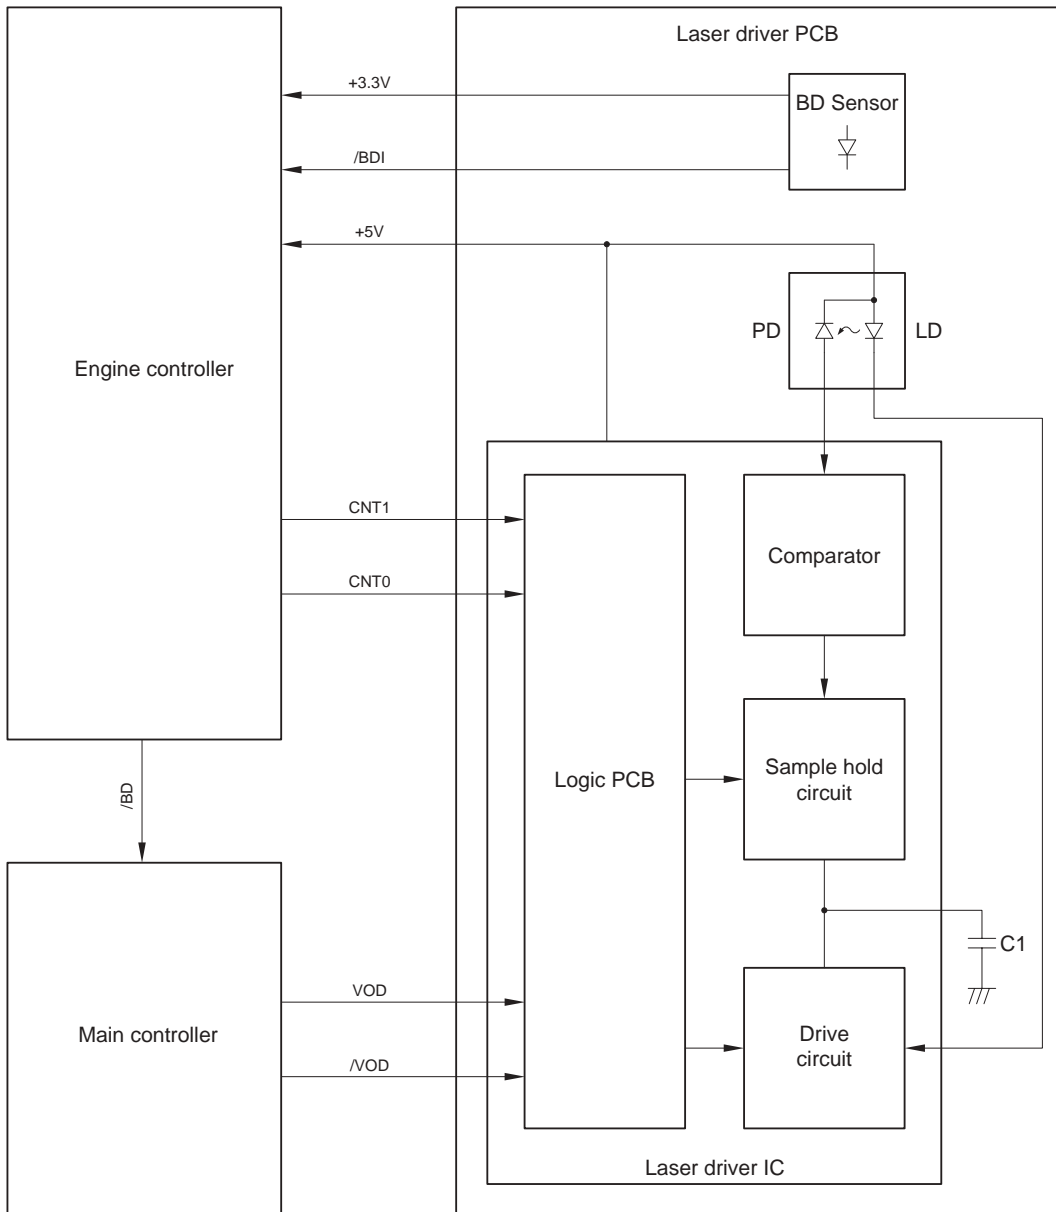 Laser driver PCB
+3.3V
BD Sensor
/BDI
+5V
PD
LD
Engine controller
CNT1
Comparator
CNT0
Logic PCB
Sample hold
circuit
/BD
C1
VOD
Main controller
Drive
circuit
/VOD
Laser driver IC